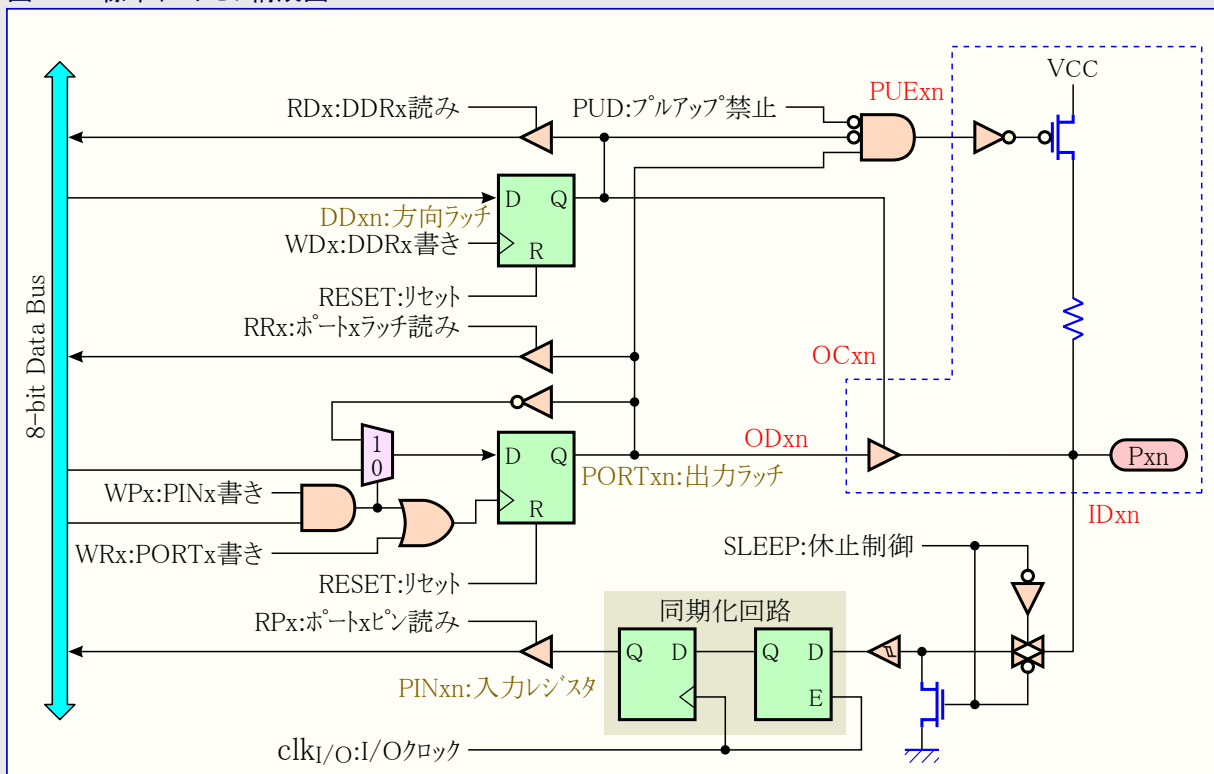 VCC
PUExn
RDx:DDRx読み
PUD:プルアップ禁止
D Q
DDxn:方向ラッチ
WDx:DDRx書き
R
RESET:リセット
RRx:ポートxラッチ読み
OCxn
8-bit Data Bus
1
0
D Q
ODxn
Pxn
PORTxn:出力ラッチ
WPx:PINx書き
R
IDxn
WRx:PORTx書き
SLEEP:休止制御
RESET:リセット
同期化回路
RPx:ポートxピン読み
Q D
Q D
PINxn:入力レジスタ
E
clkI/O:I/Oクロック